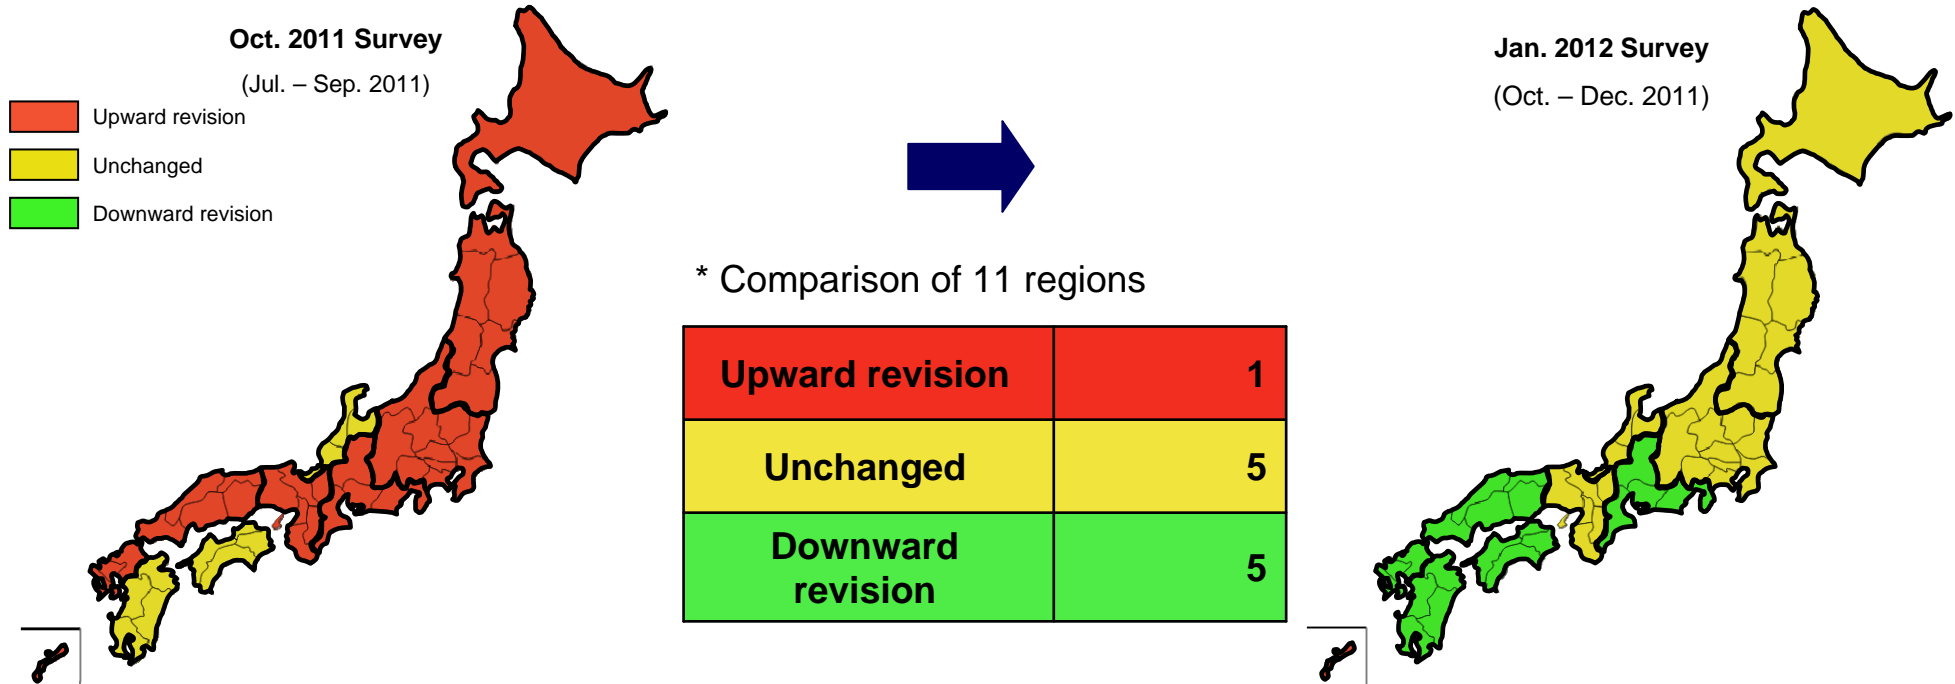 Oct. 2011 Survey
(Jul. – Sep. 2011)
Upward revision
Unchanged
Downward revision
Jan. 2012 Survey
(Oct. – Dec. 2011)
* Comparison of 11 regions
Upward revision 1
Unchanged 5
Downward
revision 5